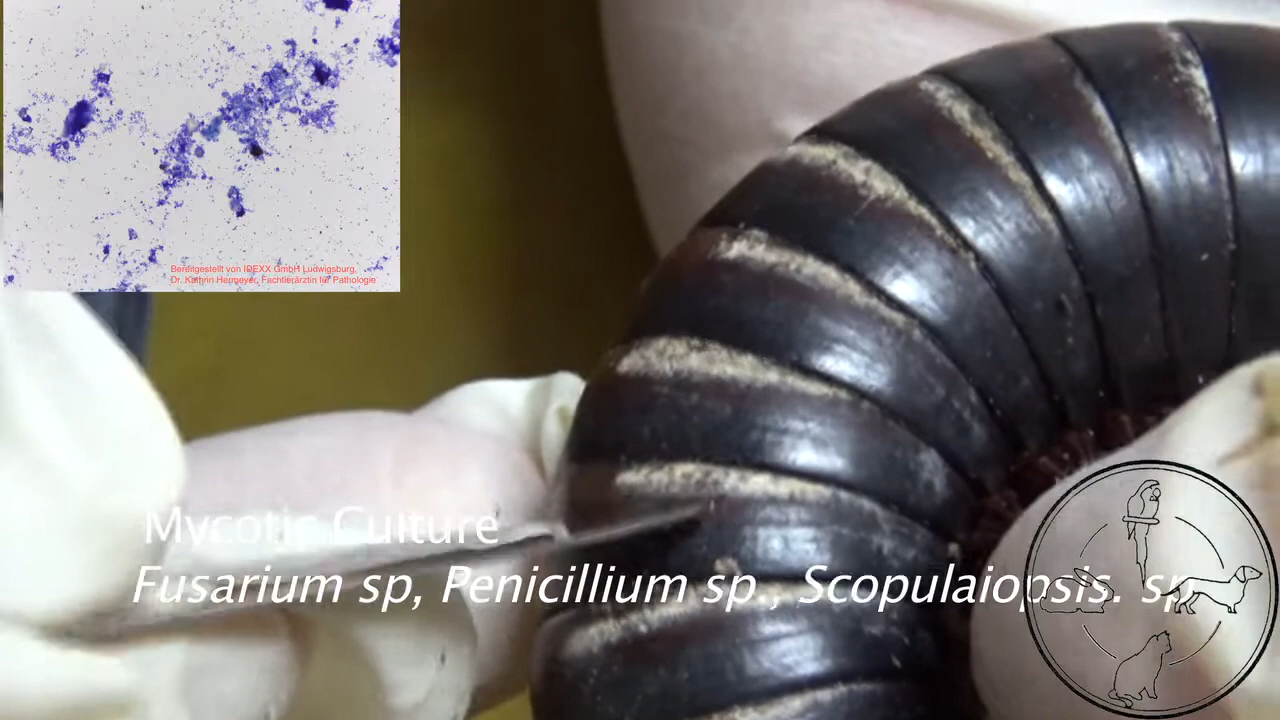 Bereitgestellt von IDEXX GmbH Ludwigsburg,
Dr. Kathrin Hermeyer, Fachtierärztin für Pathologie
Mycotic Culture
Fusarium sp, Penicillium sp., Scopulaiopsis. sp